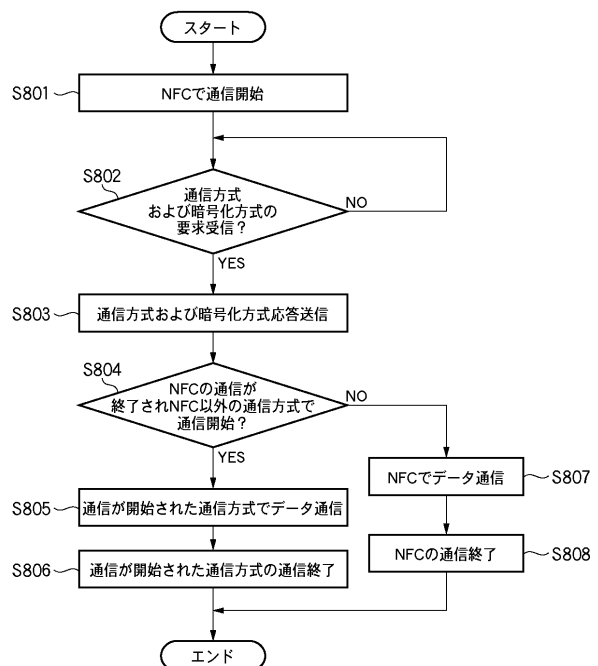 スタート
S801
NFCで通信開始
S802
通信方式
および暗号化方式の
要求受信？
NO
YES
S803
通信方式および暗号化方式応答送信
S804
NFCの通信が
終了されNFC以外の通信方式で
通信開始？
NO
YES
NFCでデータ通信
S807
S805
通信が開始された通信方式でデータ通信
NFCの通信終了
S808
S806
通信が開始された通信方式の通信終了
エンド